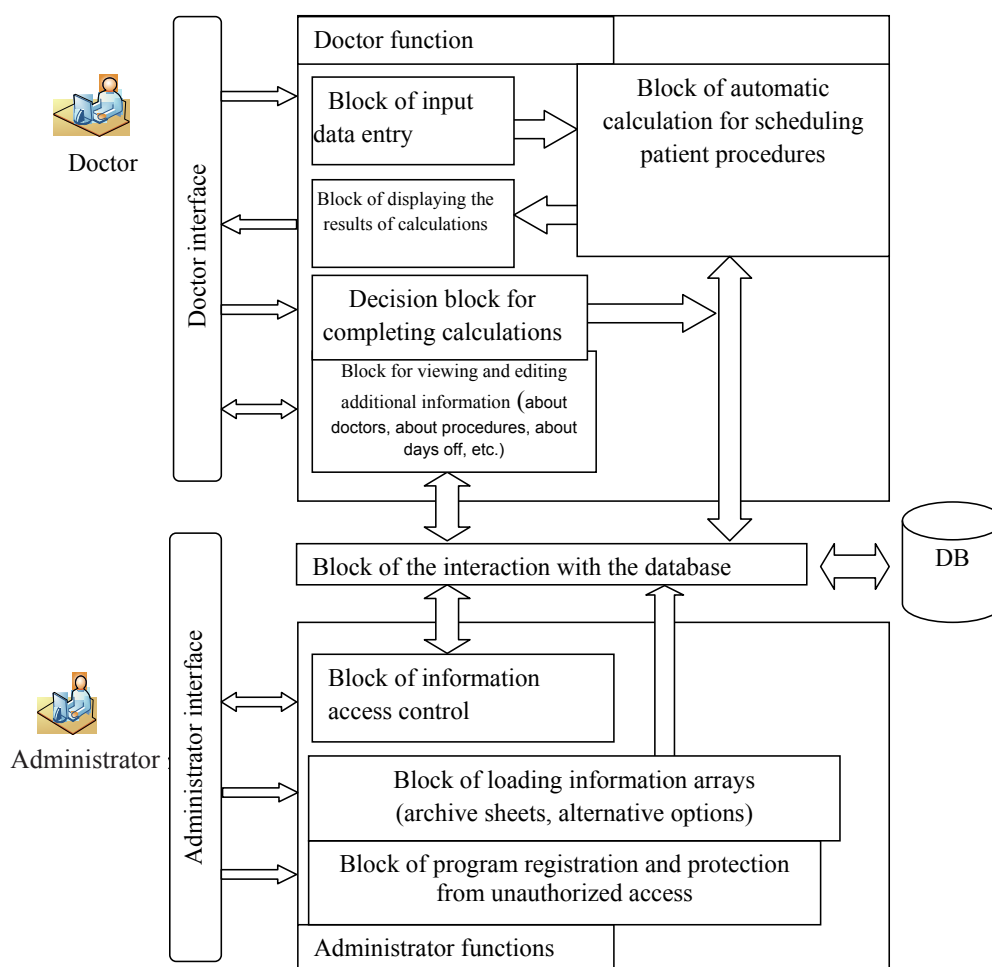 Doctor function
Block of automatic
calculation for scheduling
patient procedures
Block of input
data entry
Doctor
Block of displaying the
results of calculations
Doctor interface
Decision block for
completing calculations
Block for viewing and editing
additional information (about
doctors, about procedures, about
days off, etc.)
Block of the interaction with the database
DB
Administrator interface
Block of information
access control
Administrator
Block of loading information arrays
(archive sheets, alternative options)
Block of program registration and protection
from unauthorized access
Administrator functions